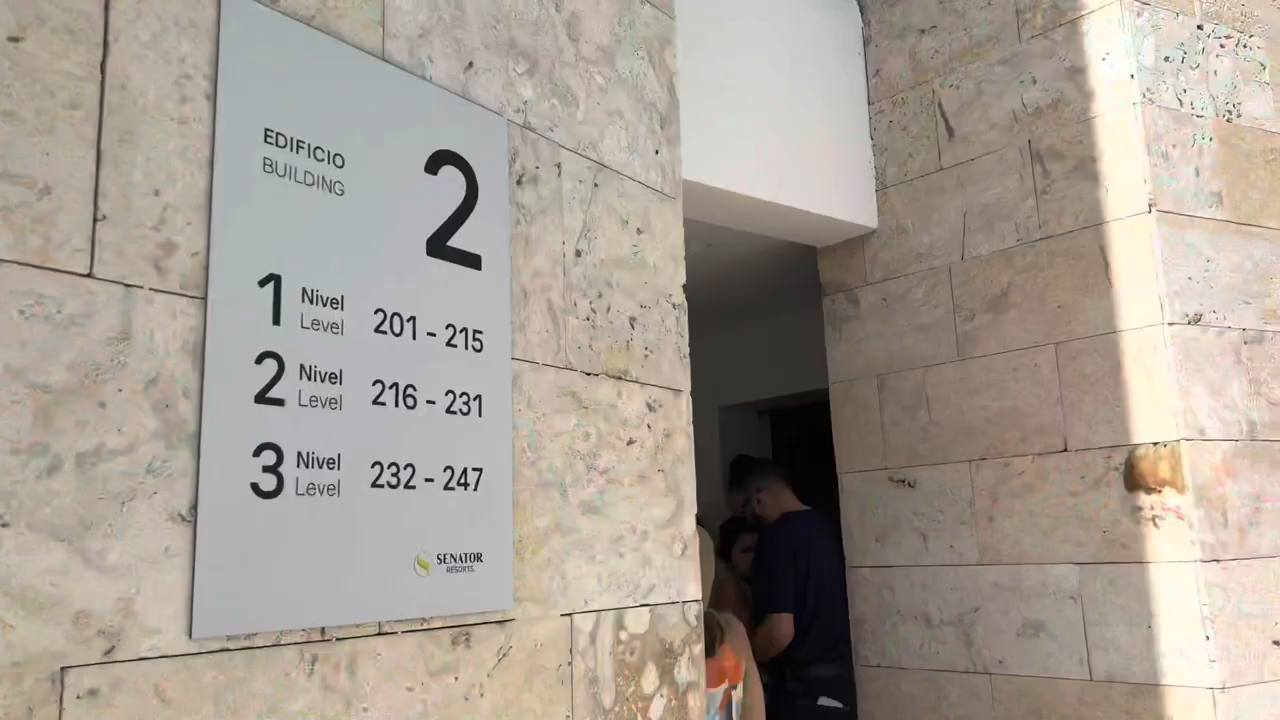 EDIFICIO
BUILDING
2
1 Nivel Level 201 - 215
2 Nivel Level 216 - 231
3 Nivel Level 232 - 247
SENATOR
RESORTS